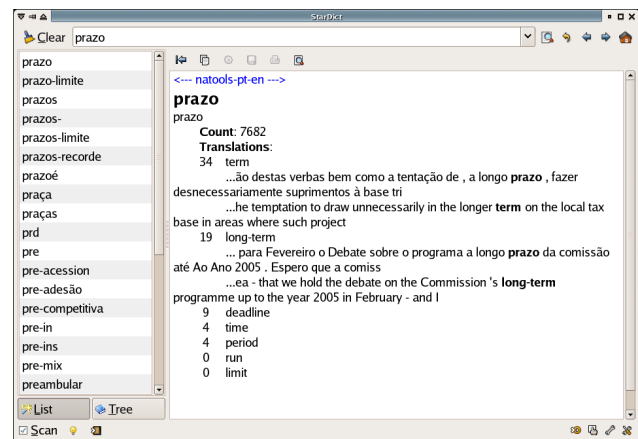 StarDict
Clear prazo
prazo
prazo-limite
prazos
prazos-
prazos-limite
prazos-recorde
prazoé
praça
praças
prd
pre
pre-acession
pre-adesão
pre-competitiva
pre-in
pre-ins
pre-mix
preambular
List Tree
Scan
<--- natools-pt-en --->
prazo
prazo
Count: 7682
Translations:
34 term
...ão destas verbas bem como a tentação de , a longo prazo , fazer
desnecessariamente suprimentos à base tri
...he temptation to draw unnecessarily in the longer term on the local tax
base in areas where such project
19 long-term
... para Fevereiro o Debate sobre o programa a longo prazo da comissão
até Ao Ano 2005 . Espero que a comiss
...ea - that we hold the debate on the Commission 's long-term
programme up to the year 2005 in February - and I
9 deadline
4 time
4 period
0 run
0 limit